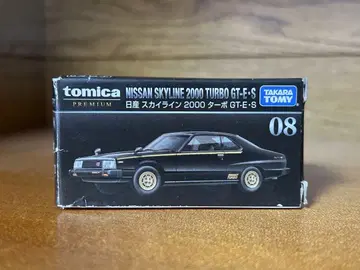 tomica
PREMIUM
NISSAN SKYLINE 2000 TURBO GT-E・S
日産 スカイライン 2000 ターボ GT-E・S
TAKARA
TOMY
08